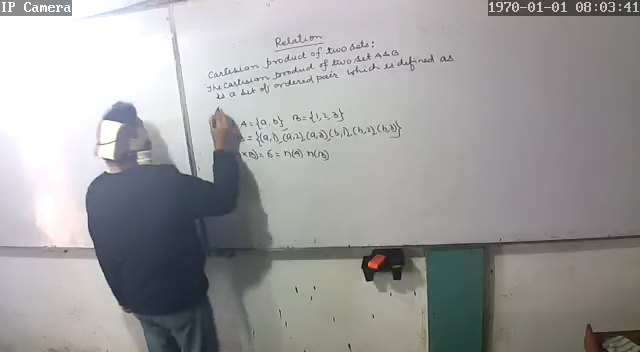 IP Camera
1970-01-01 08:03:41
Relation
Cartesian product of two sets:
The Cartesian product of two set A & B
is a set of ordered pair which is defined as
A = {a, b} B = {1, 2, 3}
B = {(a,1), (a,2), (a,3), (b,1), (b,2), (b,3)}
×B) = 6 = n(A). n(B)